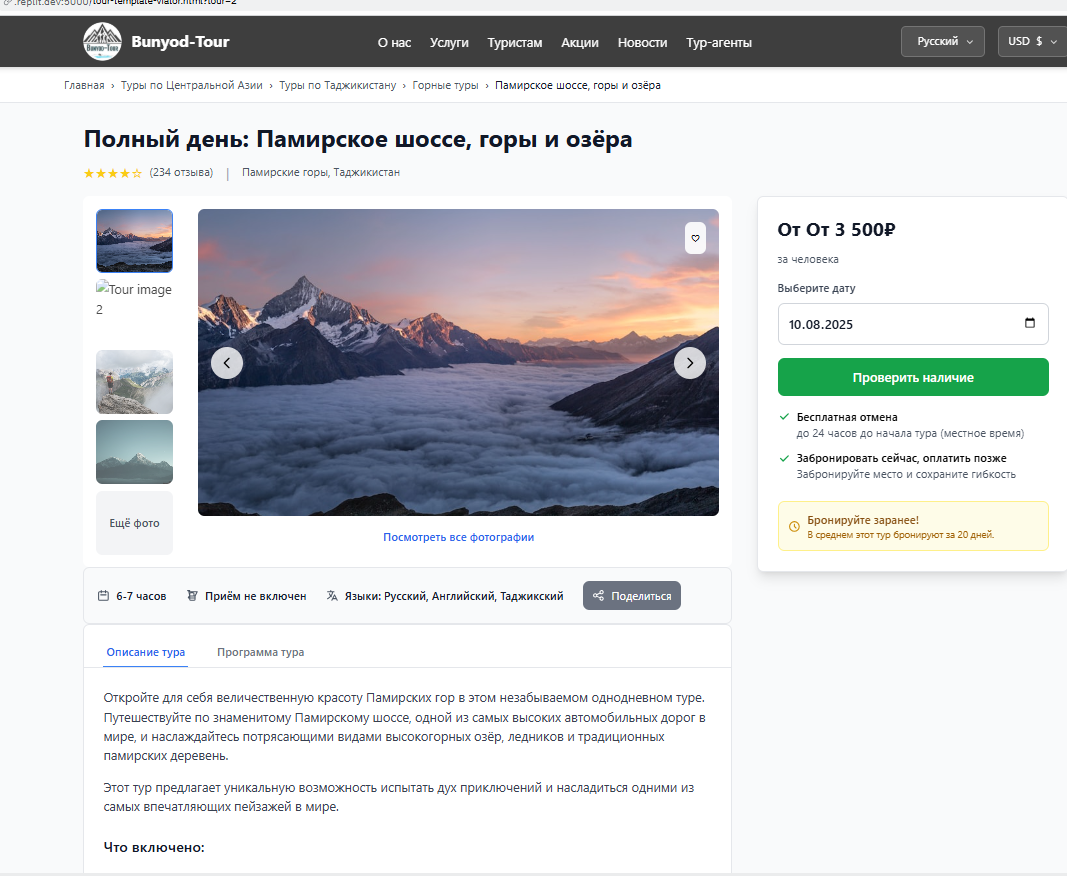 .replit.dev:5000/tour-template-viator.html?tour=2
Bunyod-Tour
Bunyod-Tour
О нас Услуги Туристам Акции Новости Тур-агенты
Русский
USD $
Главная › Туры по Центральной Азии › Туры по Таджикистану › Горные туры › Памирское шоссе, горы и озёра
Полный день: Памирское шоссе, горы и озёра
(234 отзыва) | Памирские горы, Таджикистан
Tour image
2
Ещё фото
Посмотреть все фотографии
От От 3 500₽
за человека
Выберите дату
10.08.2025
Проверить наличие
Бесплатная отмена
до 24 часов до начала тура (местное время)
Забронировать сейчас, оплатить позже
Забронируйте место и сохраните гибкость
Бронируйте заранее!
В среднем этот тур бронируют за 20 дней.
6-7 часов
Приём не включен
Языки: Русский, Английский, Таджикский
Поделиться
Описание тура
Программа тура
Откройте для себя величественную красоту Памирских гор в этом незабываемом однодневном туре.
Путешествуйте по знаменитому Памирскому шоссе, одной из самых высоких автомобильных дорог в
мире, и наслаждайтесь потрясающими видами высокогорных озёр, ледников и традиционных
памирских деревень.
Этот тур предлагает уникальную возможность испытать дух приключений и насладиться одними из
самых впечатляющих пейзажей в мире.
Что включено: